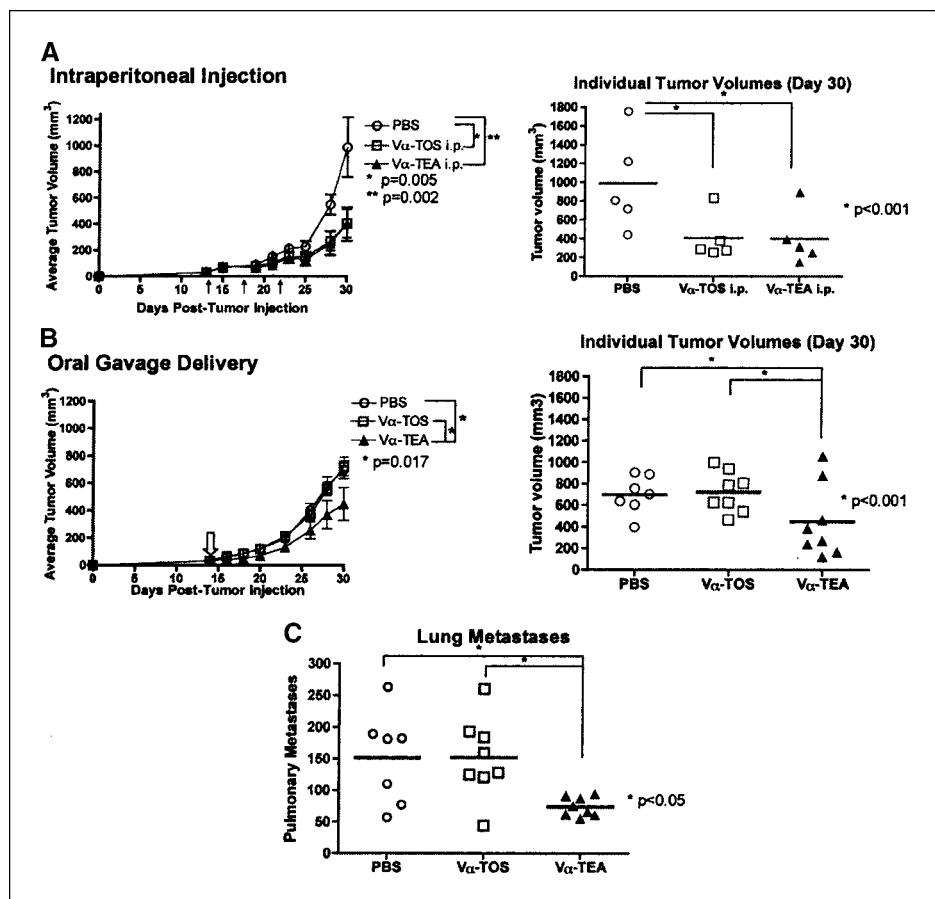 A
Intraperitoneal Injection
Average Tumor Volume (mm³)
1200
1000
800
600
400
200
0
0 5 10 15 20 25 30
Days Post-Tumor Injection
PBS
Vα-TOS i.p.
Vα-TEA i.p.
* **
* p=0.005
** p=0.002
Individual Tumor Volumes (Day 30)
Tumor volume (mm³)
1800
1600
1400
1200
1000
800
600
400
200
0
*
*
* p<0.001
PBS Vα-TOS i.p. Vα-TEA i.p.
B
Oral Gavage Delivery
Average Tumor Volume (mm³)
1200
1000
800
600
400
200
0
0 5 10 15 20 25 30
Days Post-Tumor Injection
PBS
Vα-TOS
Vα-TEA
* *
* p=0.017
Individual Tumor Volumes (Day 30)
Tumor volume (mm3)
1800
1600
1400
1200
1000
800
600
400
200
0
*
*
* p<0.001
PBS Vα-TOS Vα-TEA
C
Lung Metastases
Pulmonary Metastases
300
250
200
150
100
50
0
*
*
* p<0.05
PBS Vα-TOS Vα-TEA